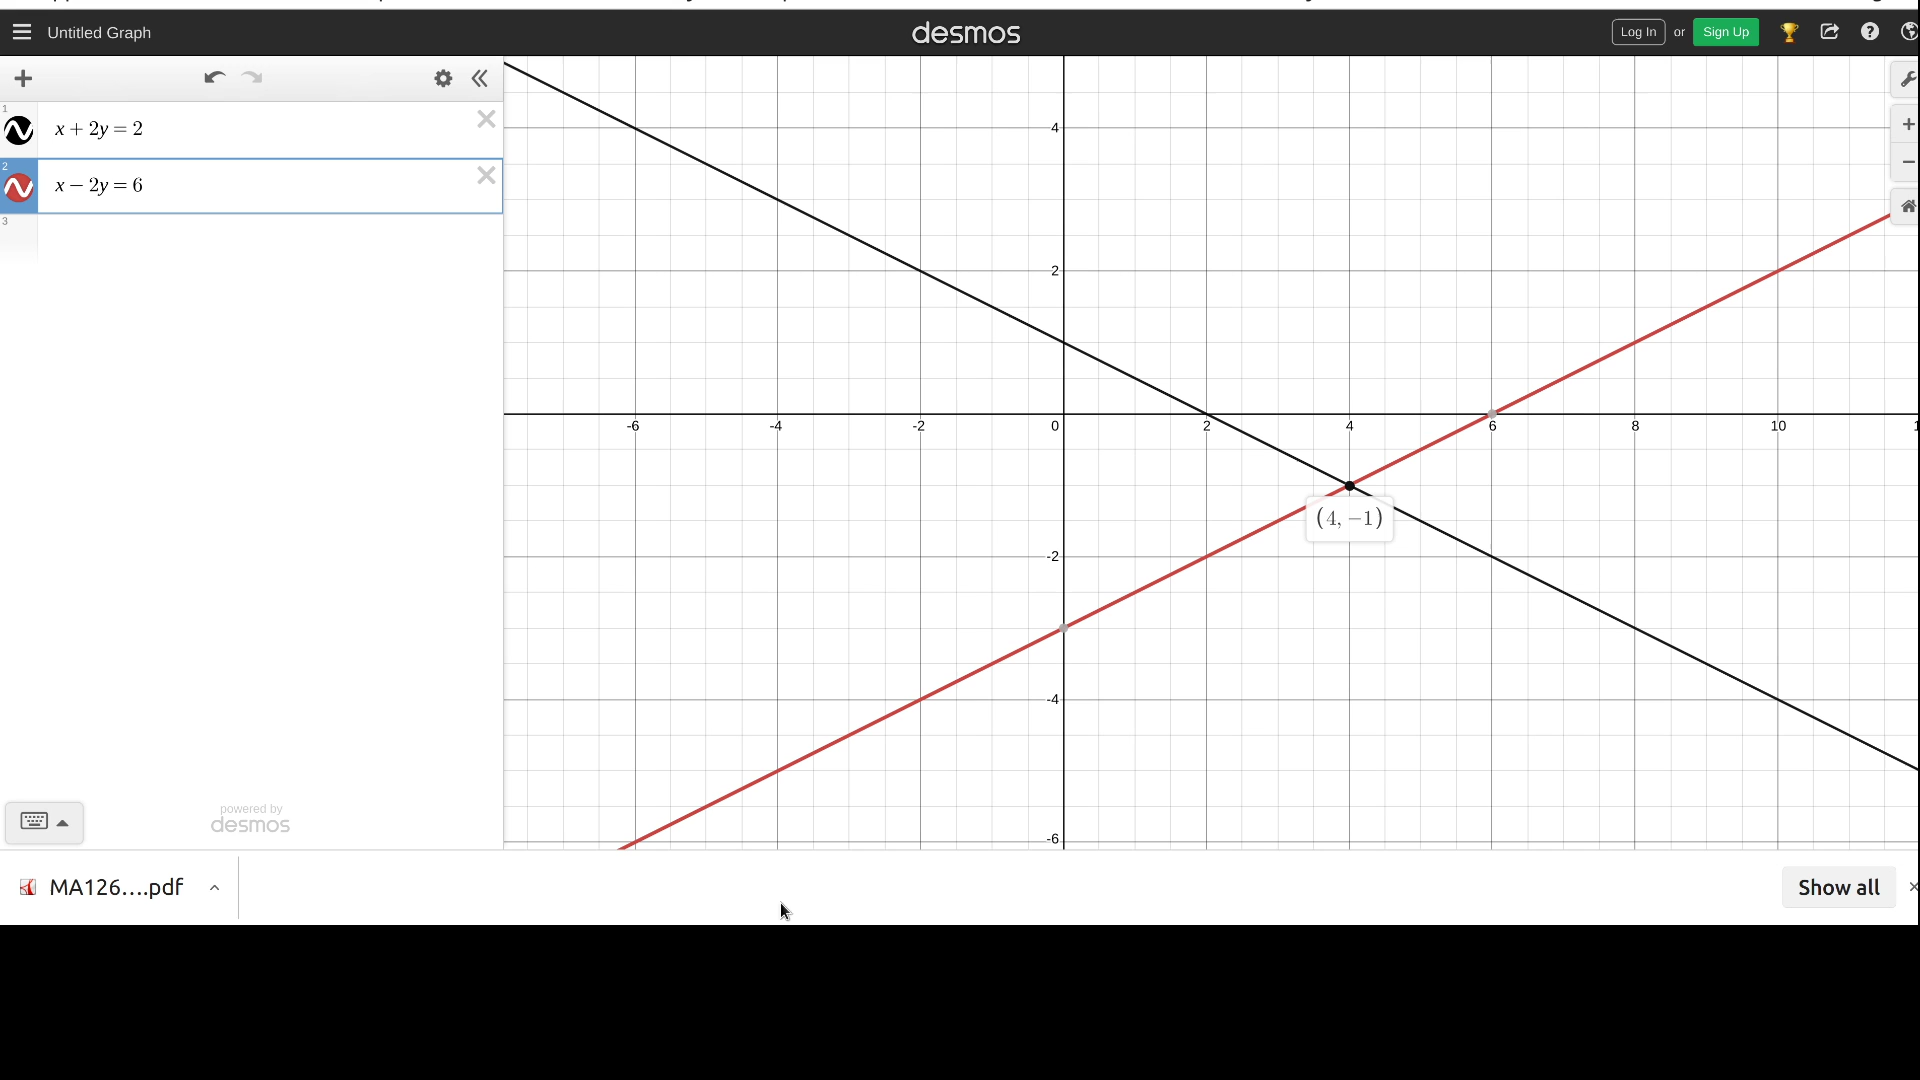 Untitled Graph
desmos
Log In or Sign Up
1
x + 2y = 2
2
x − 2y = 6
3
4
2
-6 -4 -2 0 2 4 6 8 10 1
(4, −1)
-2
-4
-6
powered by
desmos
MA126....pdf
Show all